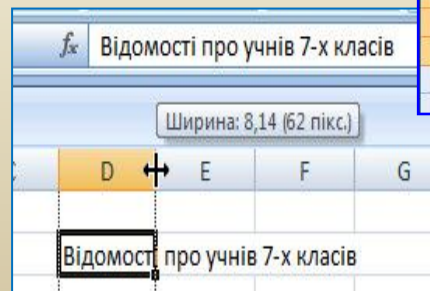 fx Відомості про учнів 7-х класів
Ширина: 8,14 (62 пікс.)
D E F G
Відомості про учнів 7-х класів